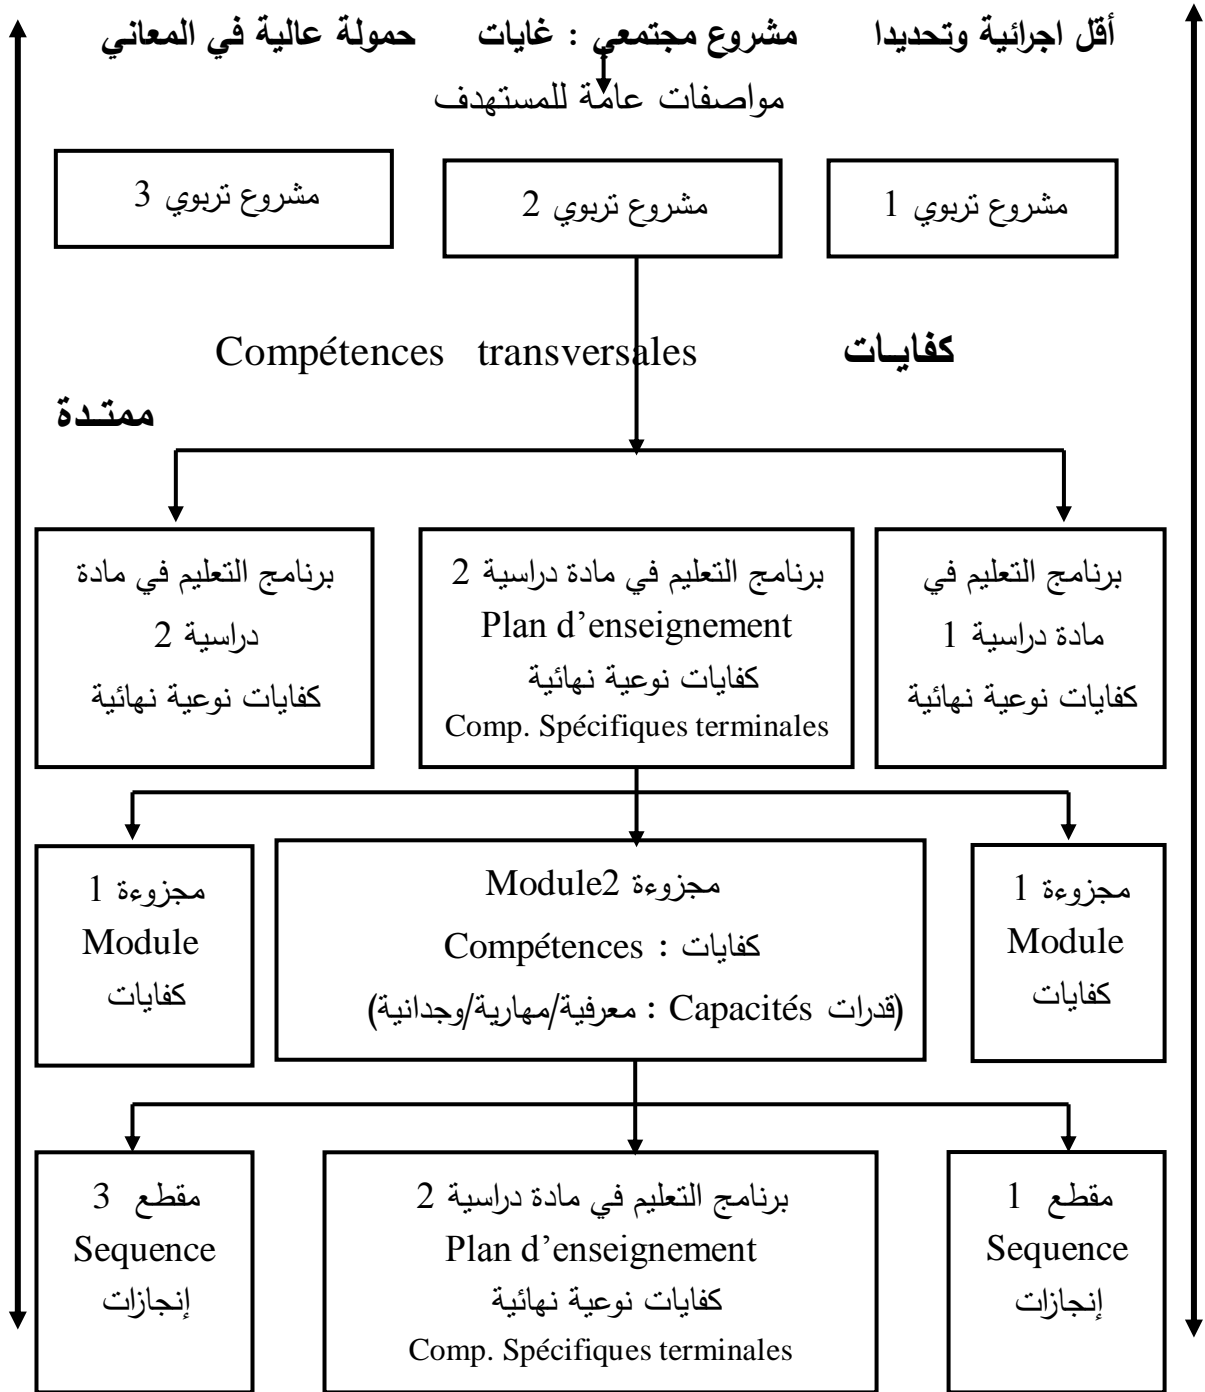 أقل اجرائية وتحديدا مشروع مجتمعي : غايات حمولة عالية في المعاني
مواصفات عامة للمستهدف
مشروع تربوي 1
مشروع تربوي 2
مشروع تربوي 3
كفايـات Compétences transversales
ممتـدة
برنامج التعليم في
مادة دراسية 1
كفايات نوعية نهائية
برنامج التعليم في مادة دراسية 2
Plan d’enseignement
كفايات نوعية نهائية
Comp. Spécifiques terminales
برنامج التعليم في مادة
دراسية 2
كفايات نوعية نهائية
مجزوءة 1
Module
كفايات
مجزوءة Module2
كفايات : Compétences
(قدرات Capacités : معرفية/مهارية/وجدانية)
مجزوءة 1
Module
كفايات
مقطع 1
Sequence
إنجازات
برنامج التعليم في مادة دراسية 2
Plan d’enseignement
كفايات نوعية نهائية
Comp. Spécifiques terminales
مقطع 3
Sequence
إنجازات